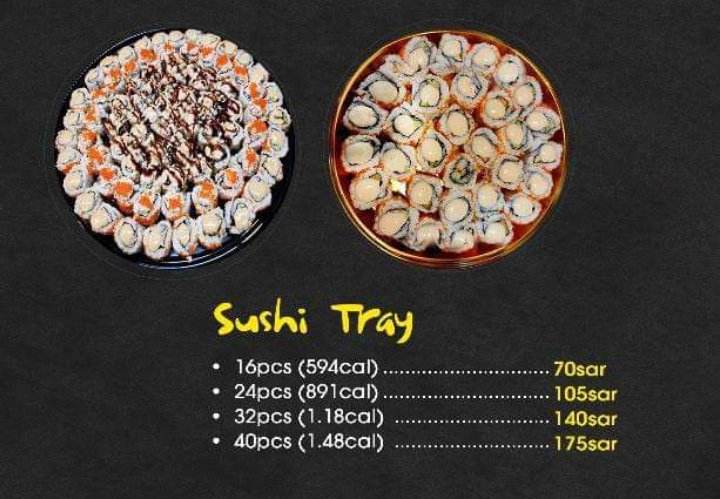 Sushi Tray
• 16pcs (594cal) ............................ 70sar
• 24pcs (891cal) ............................ 105sar
• 32pcs (1.18cal) .......................... 140sar
• 40pcs (1.48cal) .......................... 175sar